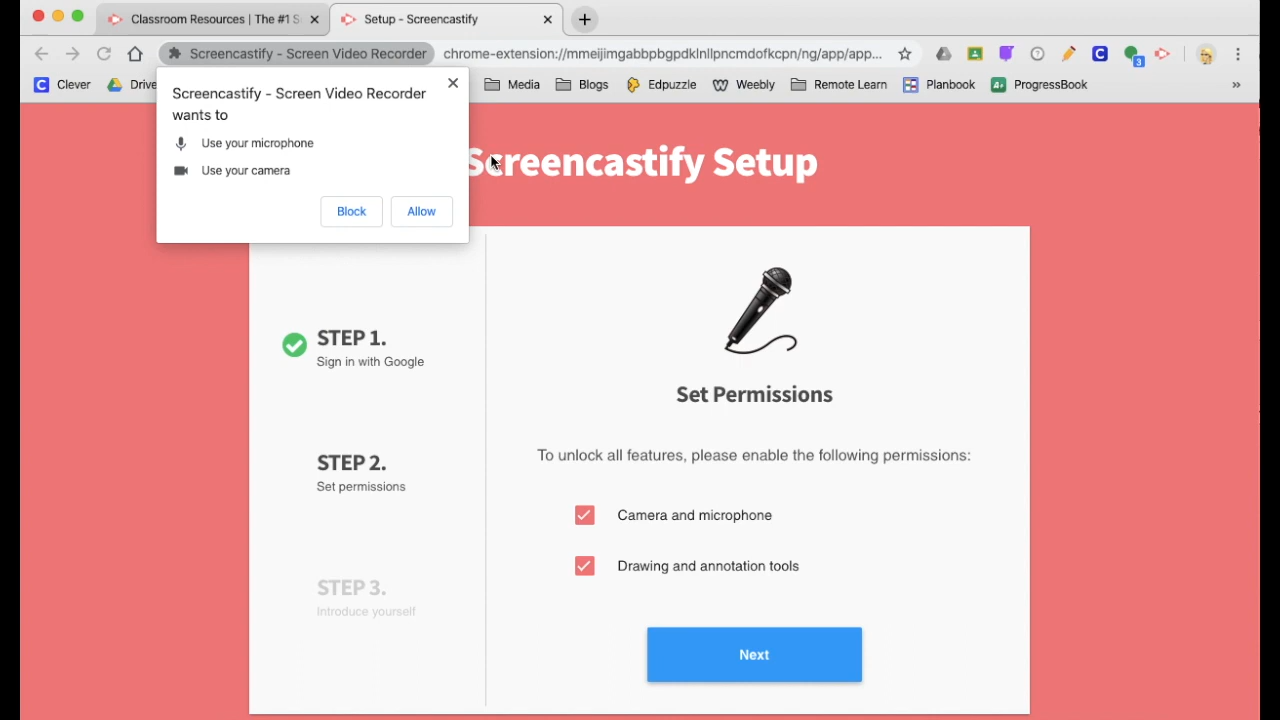 Classroom Resources | The #1 S
Setup - Screencastify
Screencastify - Screen Video Recorder
chrome-extension://mmeijimgabbpbgpdklnllpncmdofkcpn/ng/app/app...
3
Clever
Drive
Media
Blogs
Edpuzzle
Weebly
Remote Learn
Planbook
ProgressBook
»
Screencastify - Screen Video Recorder
wants to
Use your microphone
Use your camera
Block
Allow
Screencastify Setup
STEP 1.
Sign in with Google
STEP 2.
Set permissions
STEP 3.
Introduce yourself
Set Permissions
To unlock all features, please enable the following permissions:
Camera and microphone
Drawing and annotation tools
Next